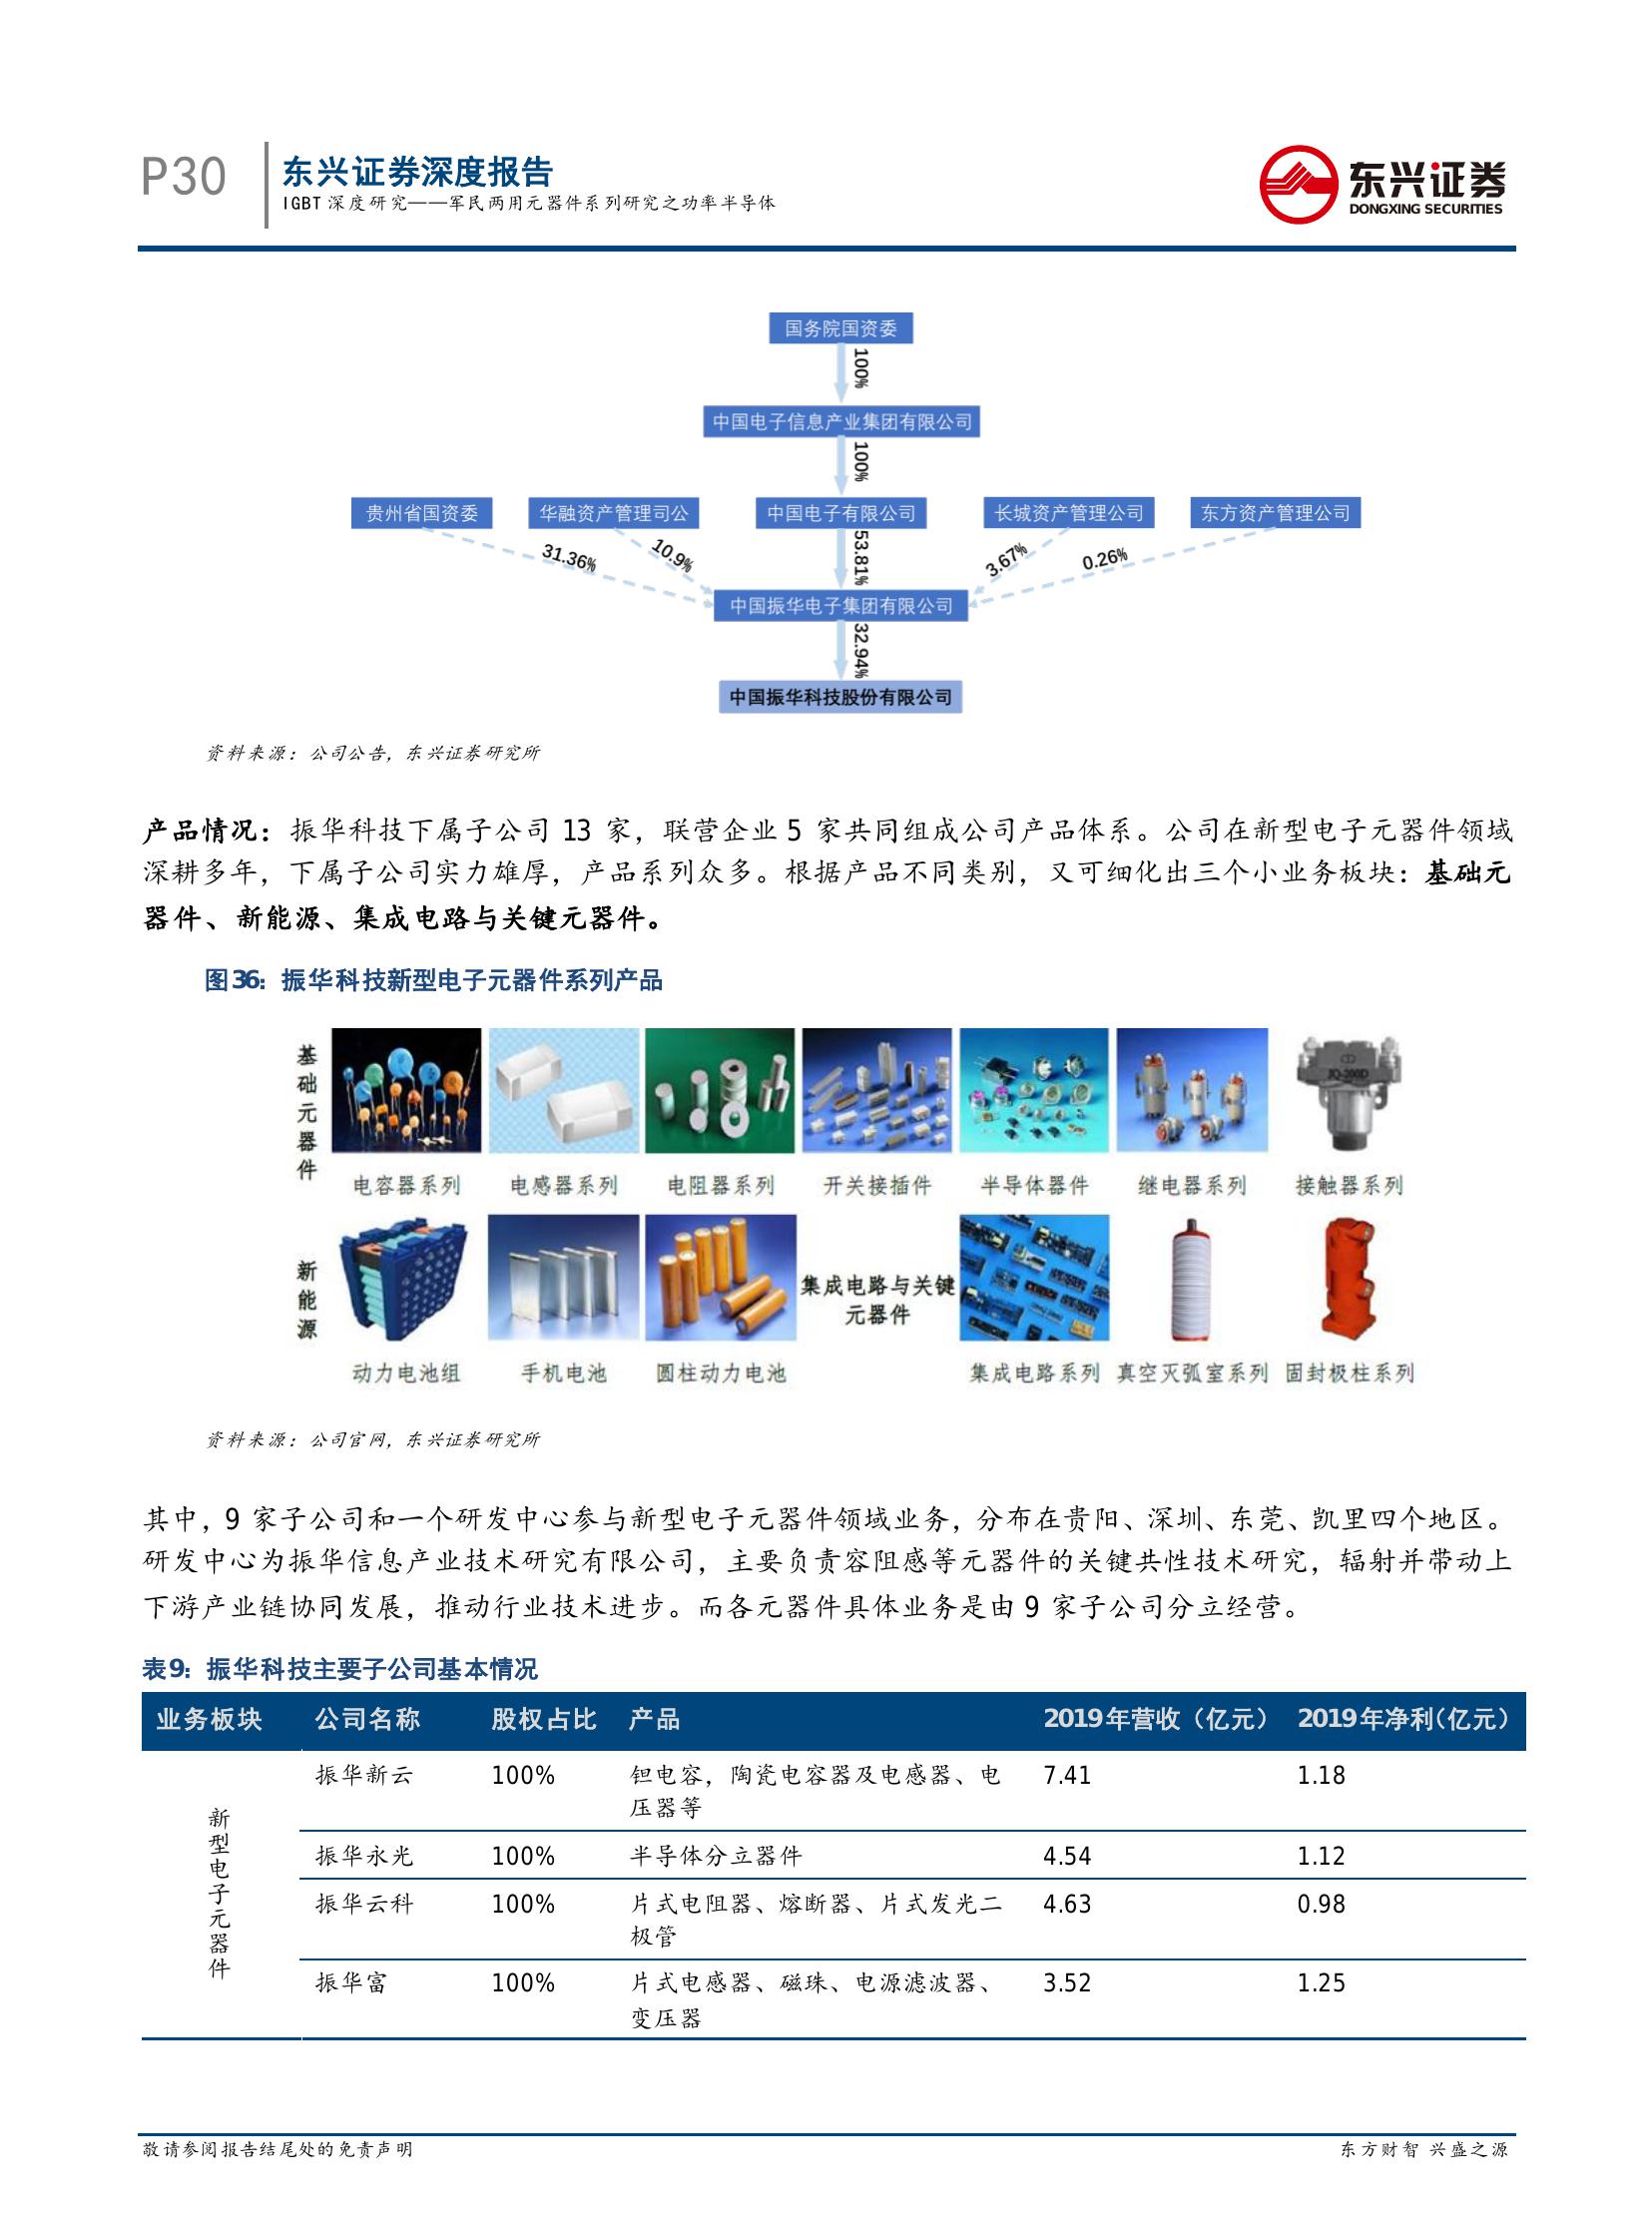 P30
东兴证券深度报告
IGBT 深度研究——军民两用元器件系列研究之功率半导体
东兴证券
DONGXING SECURITIES
国务院国资委
100%
中国电子信息产业集团有限公司
100%
贵州省国资委 华融资产管理司公 中国电子有限公司 长城资产管理公司 东方资产管理公司
31.36% 10.9% 53.81% 3.67% 0.26%
中国振华电子集团有限公司
32.94%
中国振华科技股份有限公司
资料来源：公司公告，东兴证券研究所
产品情况：振华科技下属子公司 13 家，联营企业 5 家共同组成公司产品体系。公司在新型电子元器件领域
深耕多年，下属子公司实力雄厚，产品系列众多。根据产品不同类别，又可细化出三个小业务板块：基础元
器件、新能源、集成电路与关键元器件。
图36：振华科技新型电子元器件系列产品
基础元器件
JQ-200D
电容器系列 电感器系列 电阻器系列 开关接插件 半导体器件 继电器系列 接触器系列
新能源
集成电路与关键
元器件
动力电池组 手机电池 圆柱动力电池 集成电路系列 真空灭弧室系列 固封极柱系列
资料来源：公司官网，东兴证券研究所
其中，9 家子公司和一个研发中心参与新型电子元器件领域业务，分布在贵阳、深圳、东莞、凯里四个地区。
研发中心为振华信息产业技术研究有限公司，主要负责容阻感等元器件的关键共性技术研究，辐射并带动上
下游产业链协同发展，推动行业技术进步。而各元器件具体业务是由 9 家子公司分立经营。
表9：振华科技主要子公司基本情况
业务板块 公司名称 股权占比 产品 2019年营收（亿元） 2019年净利（亿元）
新型电子元器件
振华新云 100% 钽电容，陶瓷电容器及电感器、电 7.41 1.18
压器等
振华永光 100% 半导体分立器件 4.54 1.12
振华云科 100% 片式电阻器、熔断器、片式发光二 4.63 0.98
极管
振华富 100% 片式电感器、磁珠、电源滤波器、 3.52 1.25
变压器
敬请参阅报告结尾处的免责声明 东方财智 兴盛之源